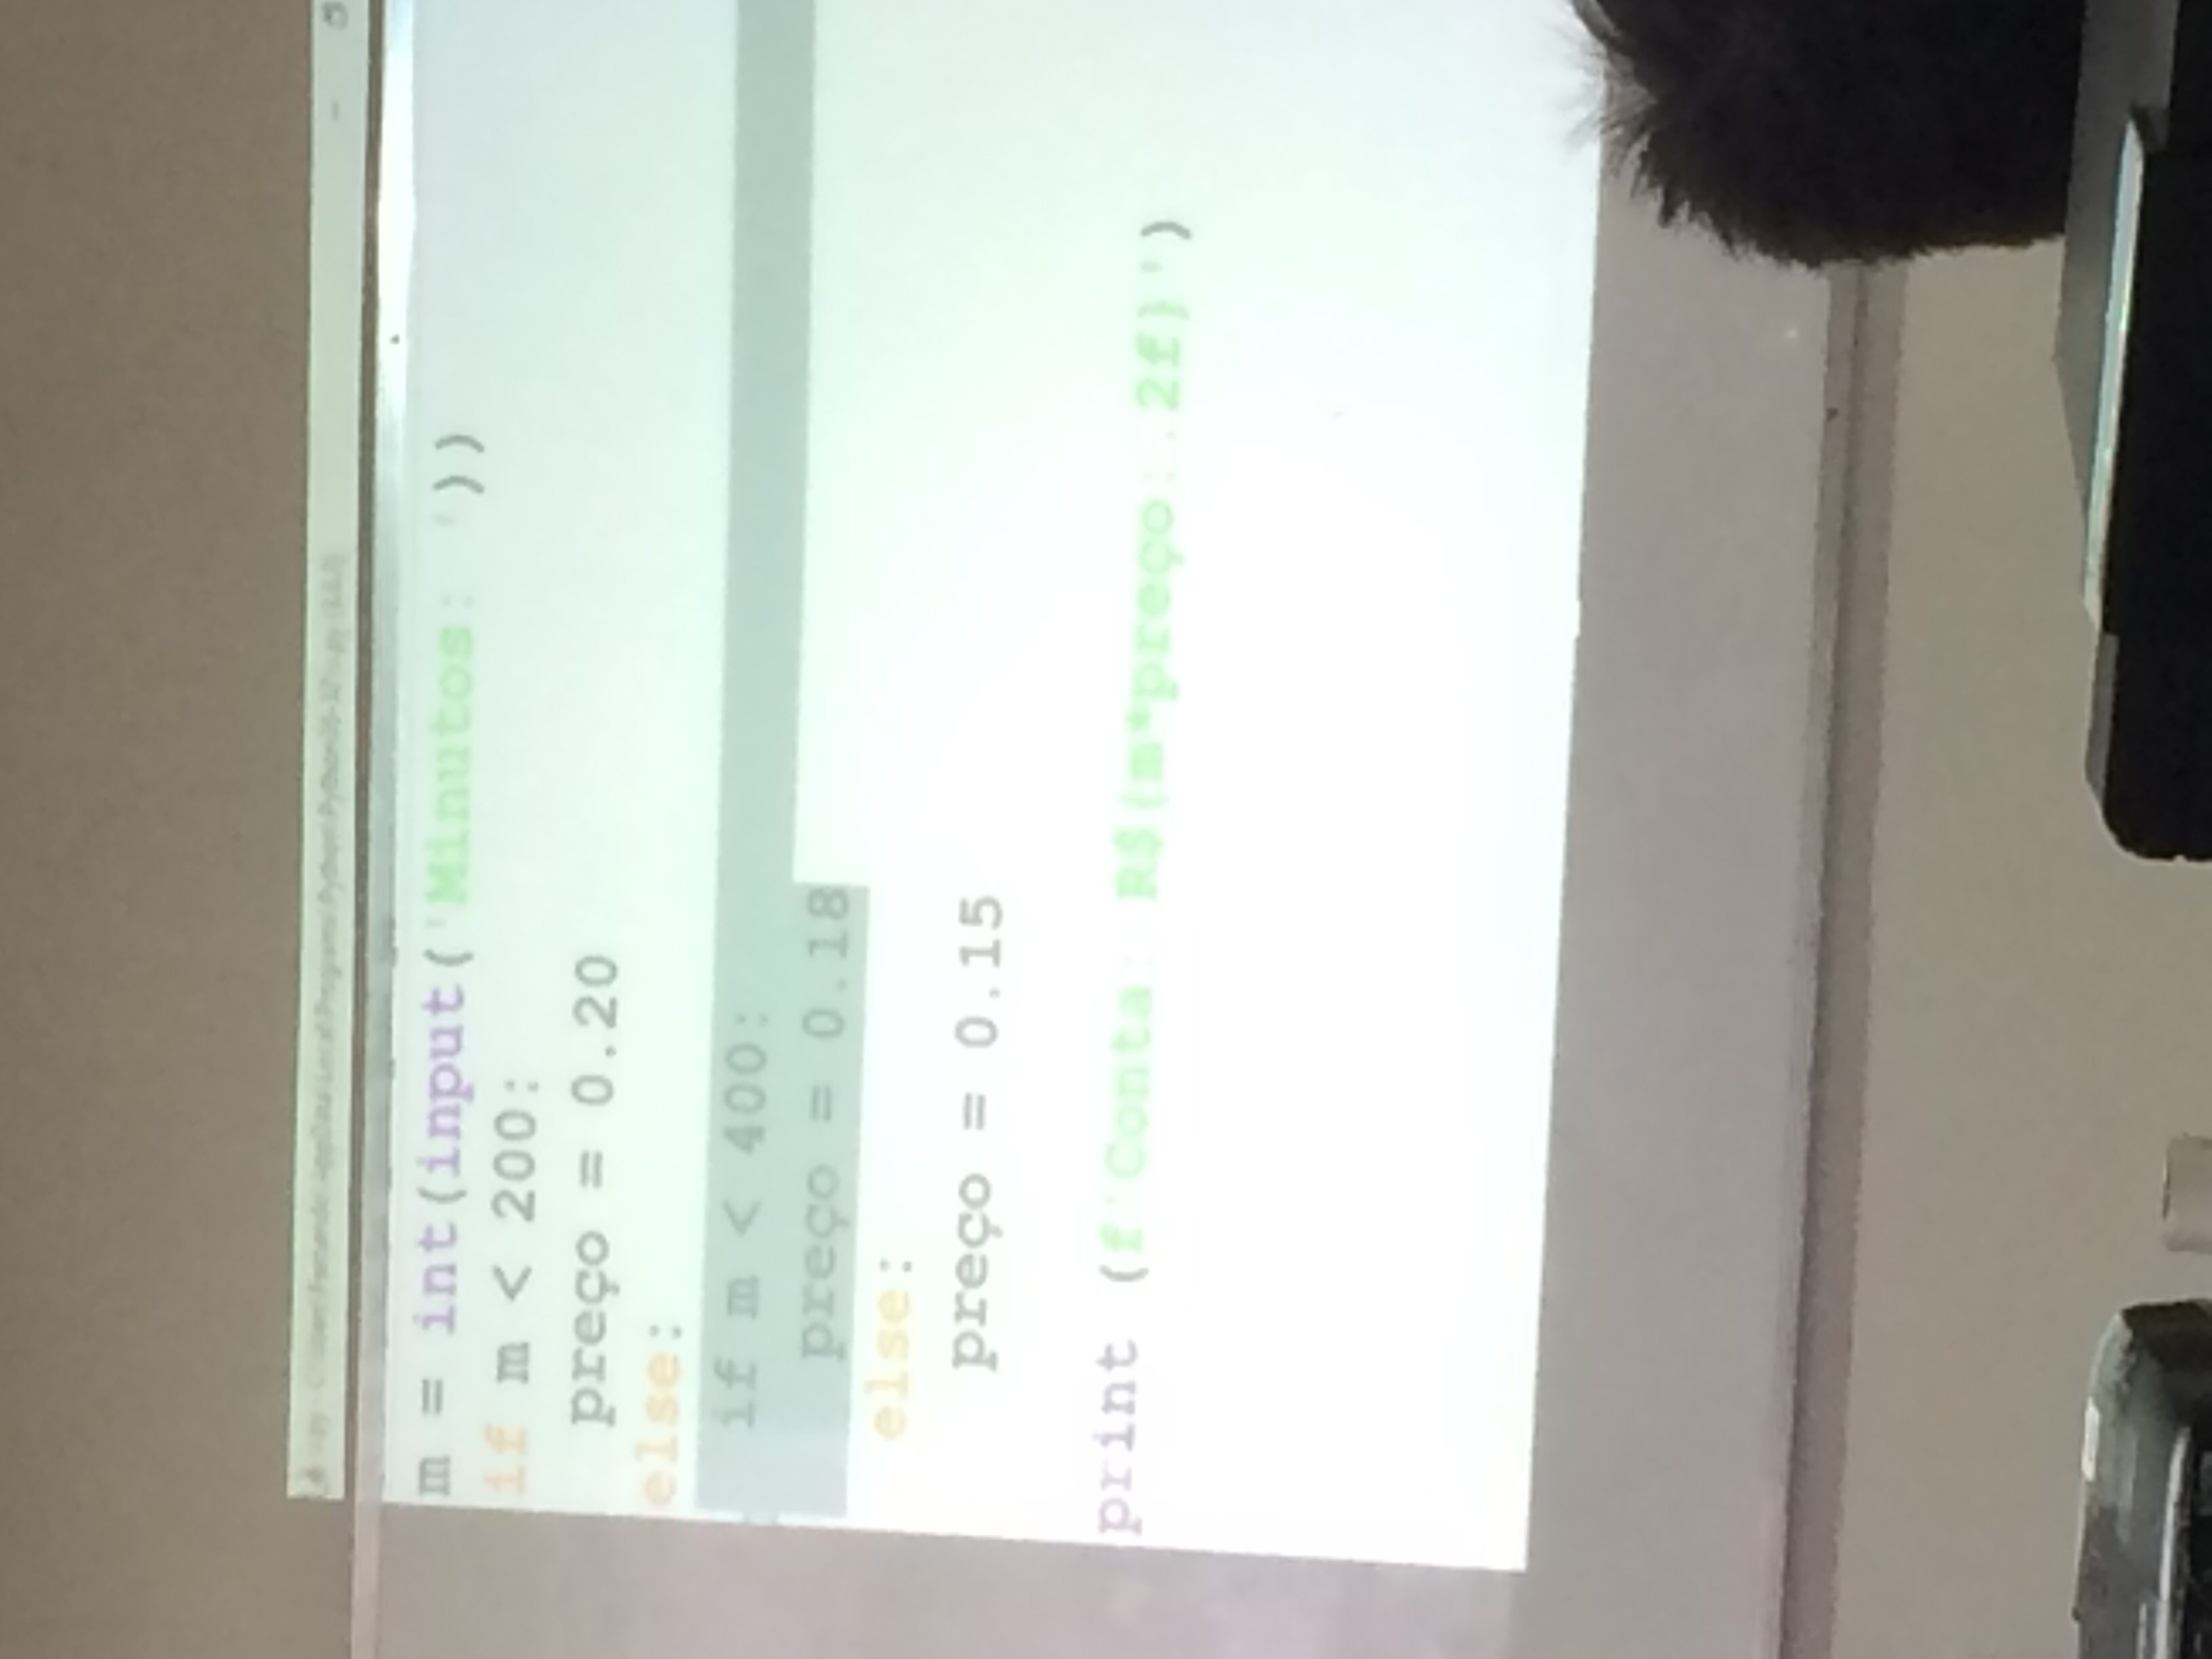 m = int(input('Minutos: '))
if m < 200:
  preço = 0.20
else:
  if m < 400:
    preço = 0.18
  else:
    preço = 0.15
print (f'Conta: R${m*preço:.2f}')